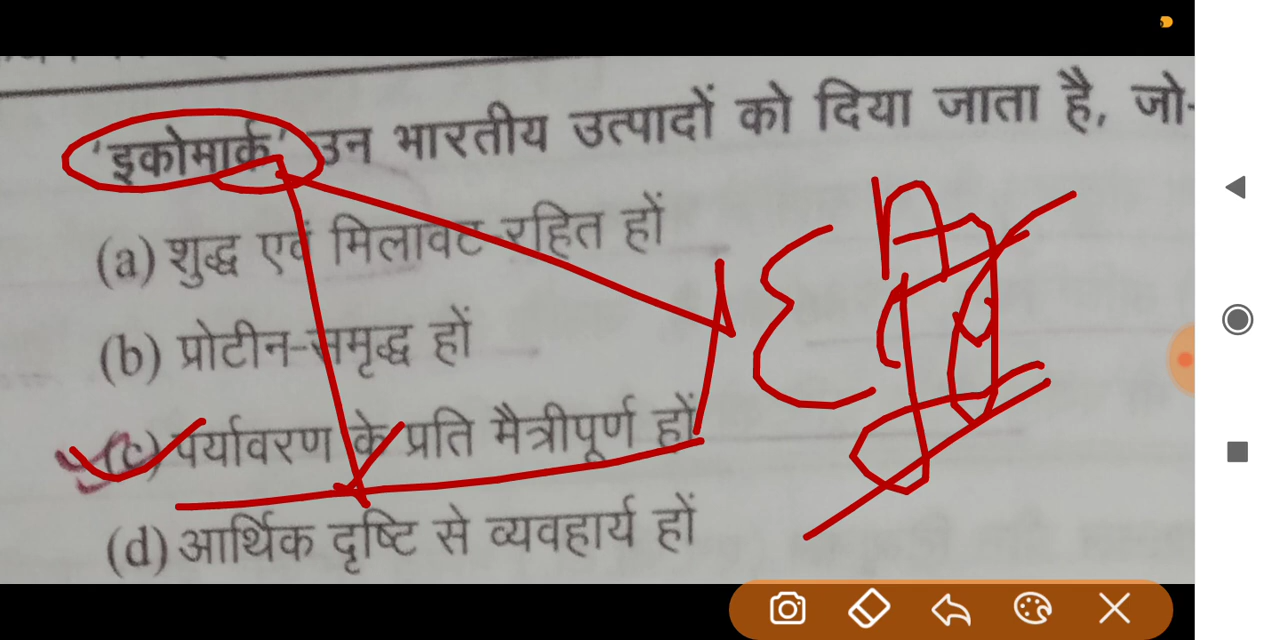 'इकोमार्क' उन भारतीय उत्पादों को दिया जाता है, जो-
(a) शुद्ध एवं मिलावट-रहित हों
(b) प्रोटीन-समृद्ध हों
(c) पर्यावरण के प्रति मैत्रीपूर्ण हों
(d) आर्थिक दृष्टि से व्यवहार्य हों